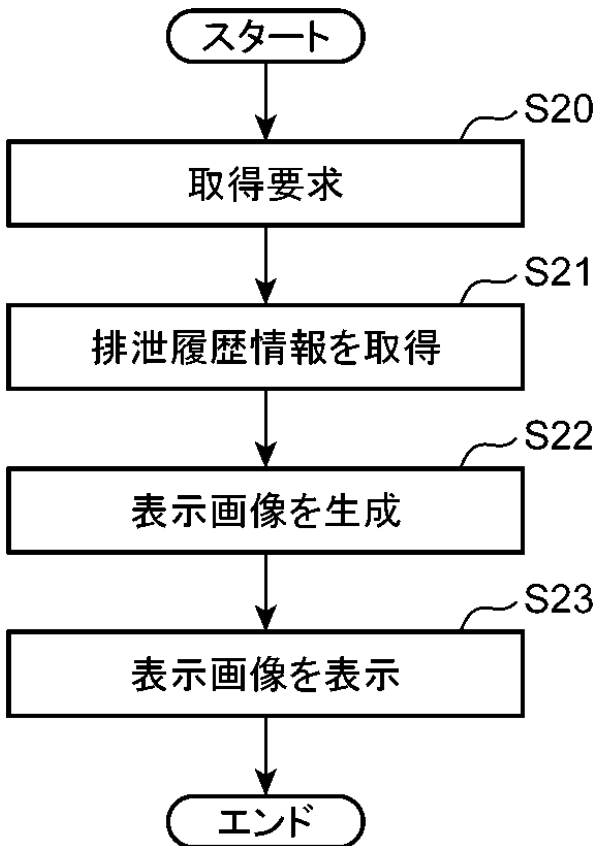 スタート
S20
取得要求
S21
排泄履歴情報を取得
S22
表示画像を生成
S23
表示画像を表示
エンド